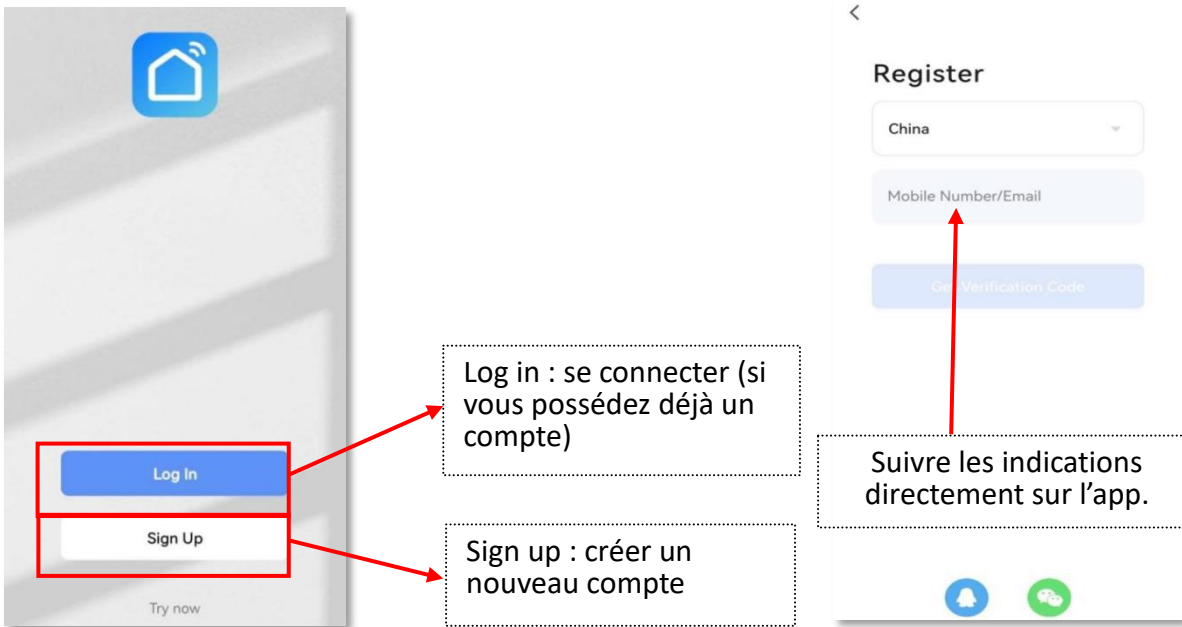 Log In
Sign Up
Try now
Log in : se connecter (si
vous possédez déjà un
compte)
Sign up : créer un
nouveau compte
Register
China
Mobile Number/Email
Get Verification Code
Suivre les indications
directement sur l’app.